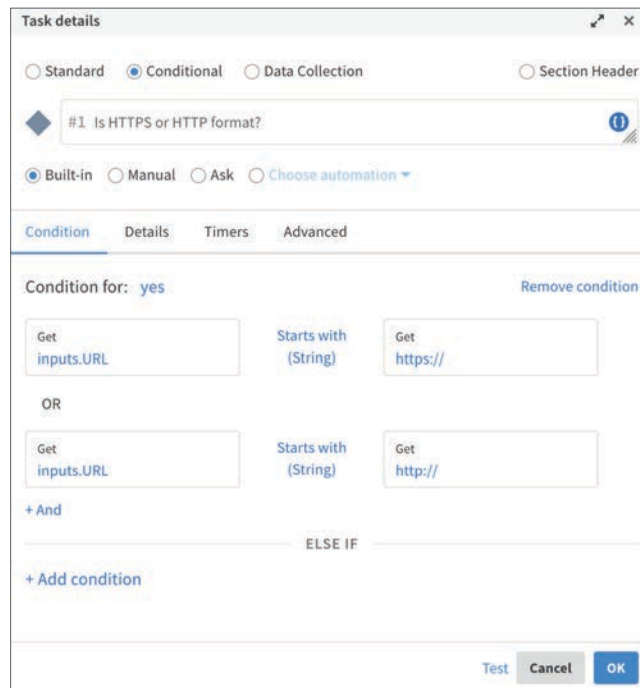 Task details
Standard Conditional Data Collection Section Header
#1 Is HTTPS or HTTP format?
Built-in Manual Ask Choose automation
Condition Details Timers Advanced
Condition for: yes Remove condition
Get Starts with Get
inputs.URL (String) https://
OR
Get Starts with Get
inputs.URL (String) http://
+ And
ELSE IF
+ Add condition
Test Cancel OK